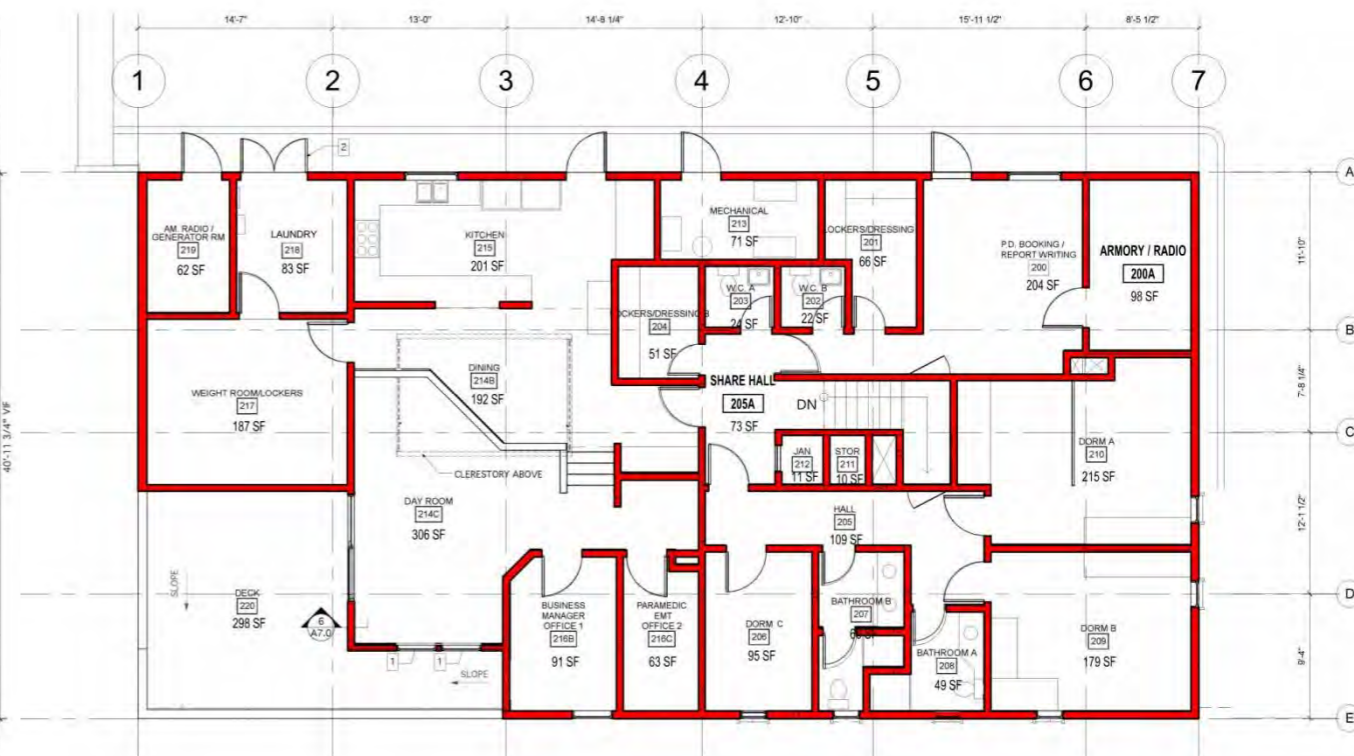 14'-7"
13'-0"
14'-8 1/4"
12'-10"
15'-11 1/2"
8'-5 1/2"
1
2
3
4
5
6
7
A
B
C
D
E
11'-10"
7'-8 1/4"
12'-1 1/2"
9'-4"
40'-11 3/4" VIF
2
AM. RADIO /
GENERATOR RM
219
62 SF
LAUNDRY
218
83 SF
KITCHEN
215
201 SF
MECHANICAL
213
71 SF
LOCKERS/DRESSING
201
66 SF
P.D. BOOKING /
REPORT WRITING
200
204 SF
ARMORY / RADIO
200A
98 SF
W.C. A
203
24 SF
W.C. B
202
22 SF
LOCKERS/DRESSING B
204
51 SF
WEIGHT ROOM/LOCKERS
217
187 SF
DINING
214B
192 SF
CLERESTORY ABOVE
SHARE HALL
205A
73 SF
DN
JAN
212
11 SF
STOR
211
10 SF
DORM A
210
215 SF
DAY ROOM
214C
306 SF
HALL
205
109 SF
SLOPE
DECK
220
298 SF
6
A7.0
1
1
SLOPE
BUSINESS
MANAGER
OFFICE 1
216B
91 SF
PARAMEDIC
EMT
OFFICE 2
216C
63 SF
DORM C
206
95 SF
BATHROOM B
207
SF
BATHROOM A
208
49 SF
DORM B
209
179 SF